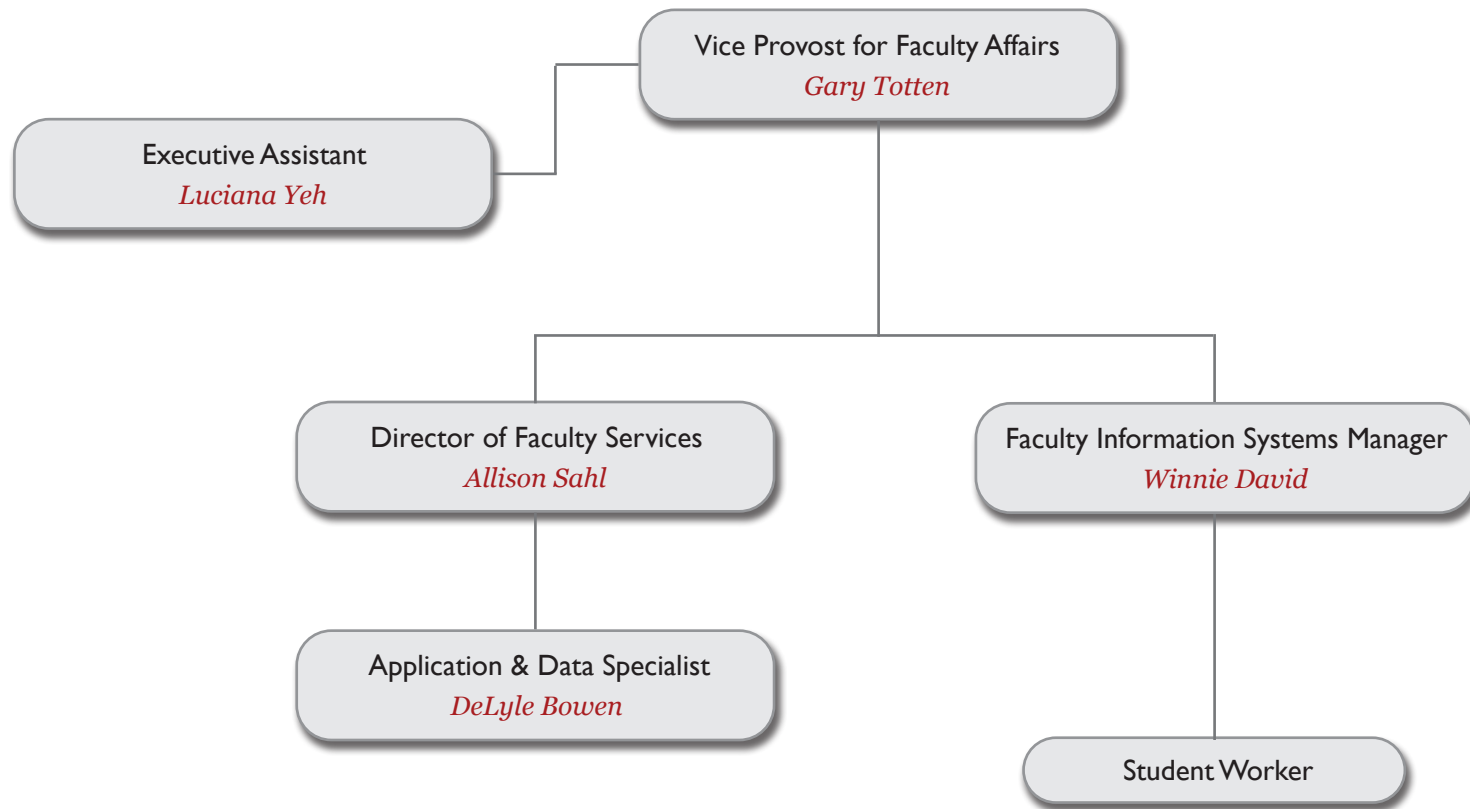 Vice Provost for Faculty Affairs
Gary Totten
Executive Assistant
Luciana Yeh
Director of Faculty Services
Allison Sahl
Faculty Information Systems Manager
Winnie David
Application & Data Specialist
DeLyle Bowen
Student Worker